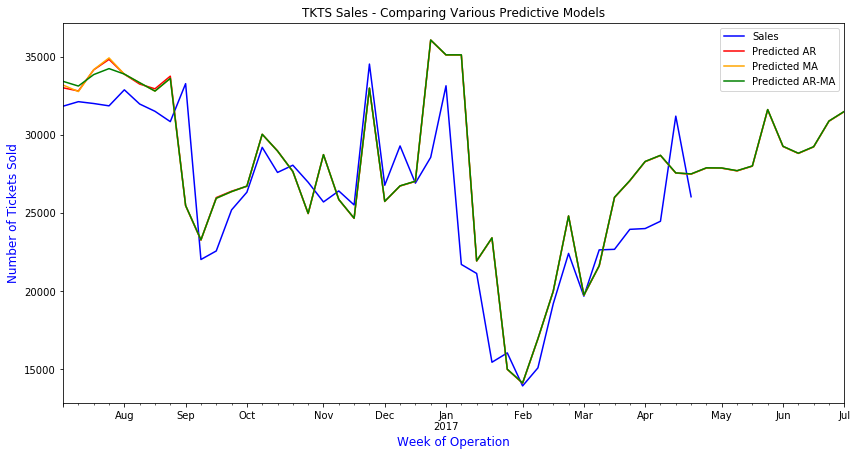 TKTS Sales - Comparing Various Predictive Models
Sales
Predicted AR
Predicted MA
Predicted AR-MA
Number of Tickets Sold
35000
30000
25000
20000
15000
Aug
Sep
Oct
Nov
Dec
Jan
2017
Feb
Mar
Apr
May
Jun
Jul
Week of Operation